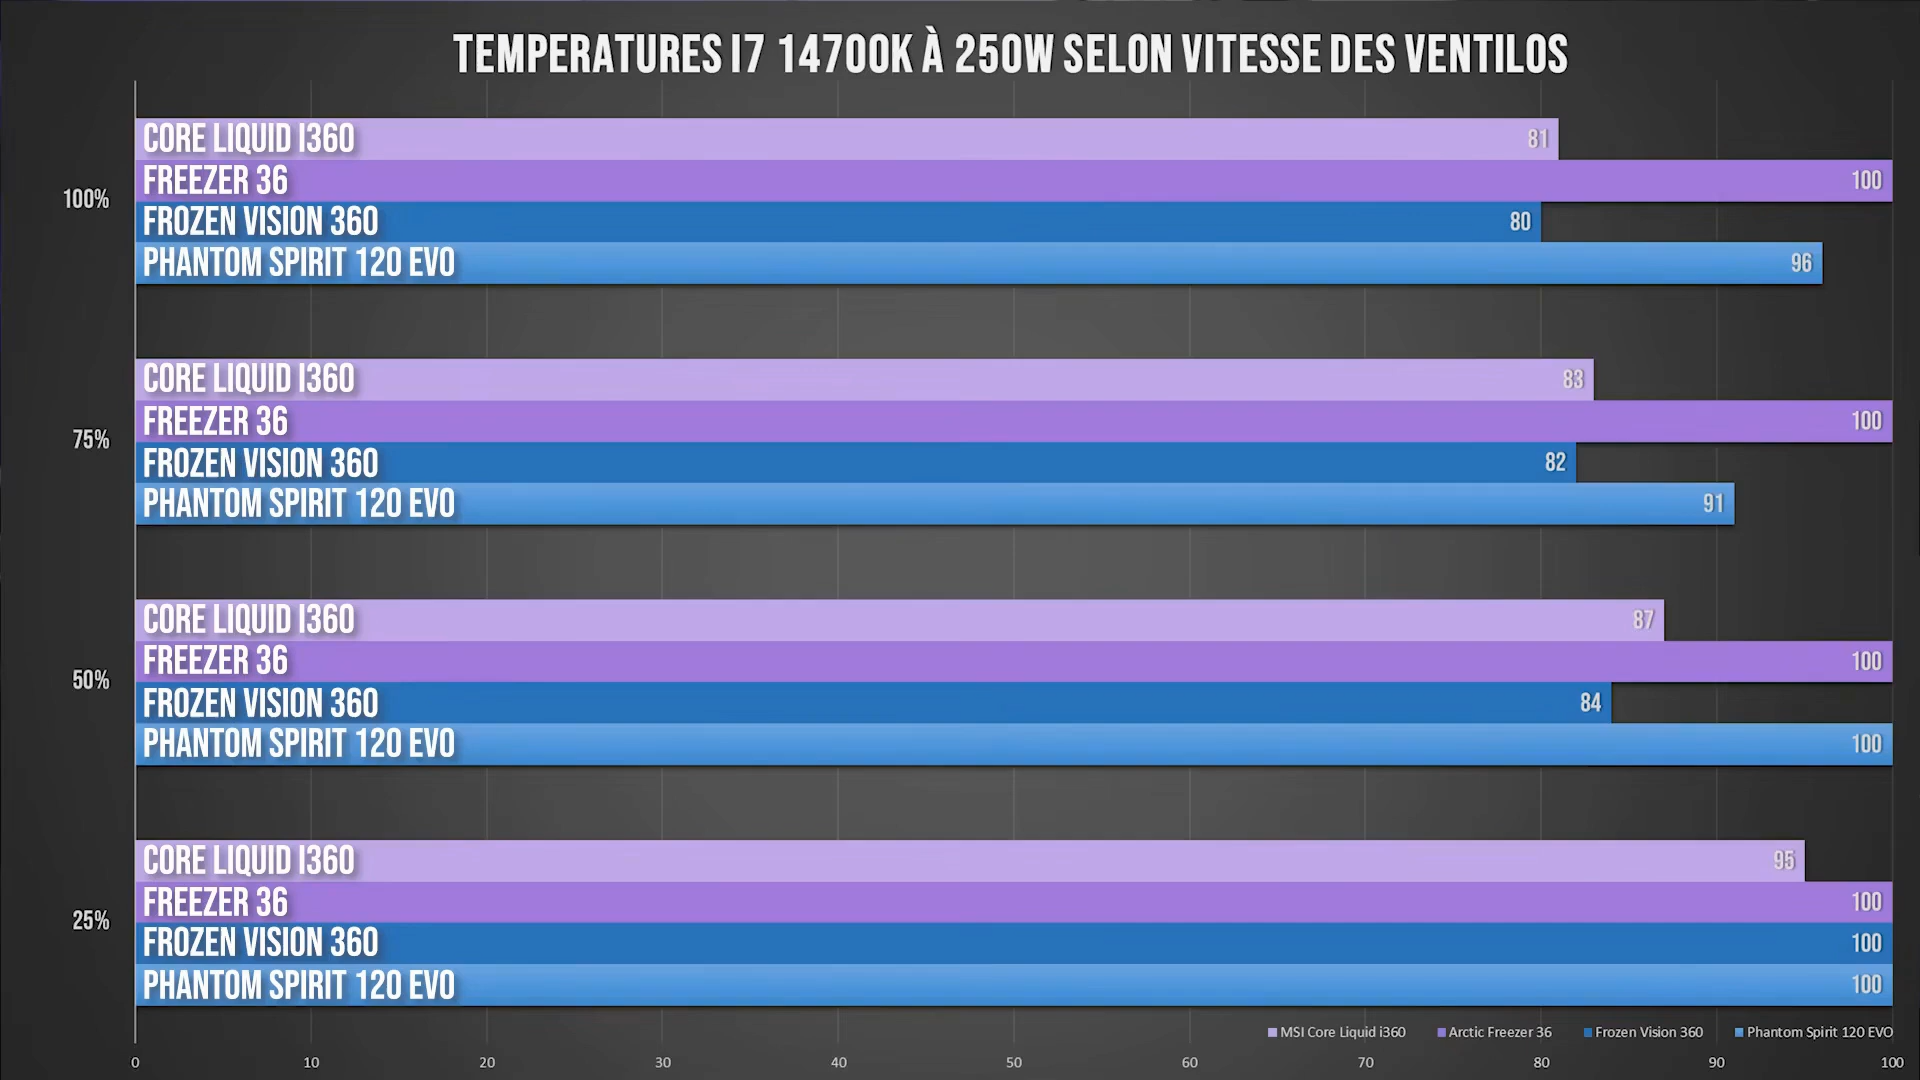 TEMPERATURES I7 14700K À 250W SELON VITESSE DES VENTILOS
100%
CORE LIQUID I360 81
FREEZER 36 100
FROZEN VISION 360 80
PHANTOM SPIRIT 120 EVO 96
75%
CORE LIQUID I360 83
FREEZER 36 100
FROZEN VISION 360 82
PHANTOM SPIRIT 120 EVO 91
50%
CORE LIQUID I360 87
FREEZER 36 100
FROZEN VISION 360 84
PHANTOM SPIRIT 120 EVO 100
25%
CORE LIQUID I360 95
FREEZER 36 100
FROZEN VISION 360 100
PHANTOM SPIRIT 120 EVO 100
MSI Core Liquid i360 Arctic Freezer 36 Frozen Vision 360 Phantom Spirit 120 EVO
0 10 20 30 40 50 60 70 80 90 100